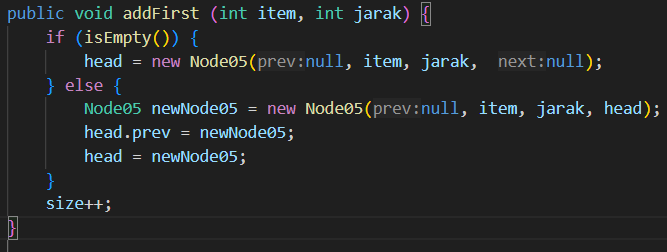 public void addFirst (int item, int jarak) {
    if (isEmpty()) {
        head = new Node05(prev:null, item, jarak,  next:null);
    } else {
        Node05 newNode05 = new Node05(prev:null, item, jarak, head);
        head.prev = newNode05;
        head = newNode05;
    }
    size++;
}